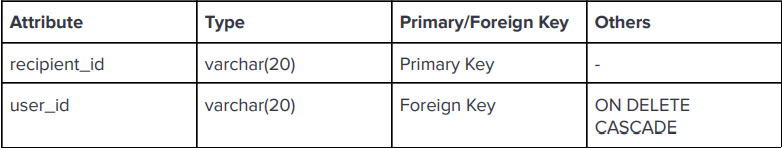 Attribute Type Primary/Foreign Key Others
recipient_id varchar(20) Primary Key -
user_id varchar(20) Foreign Key ON DELETE
CASCADE